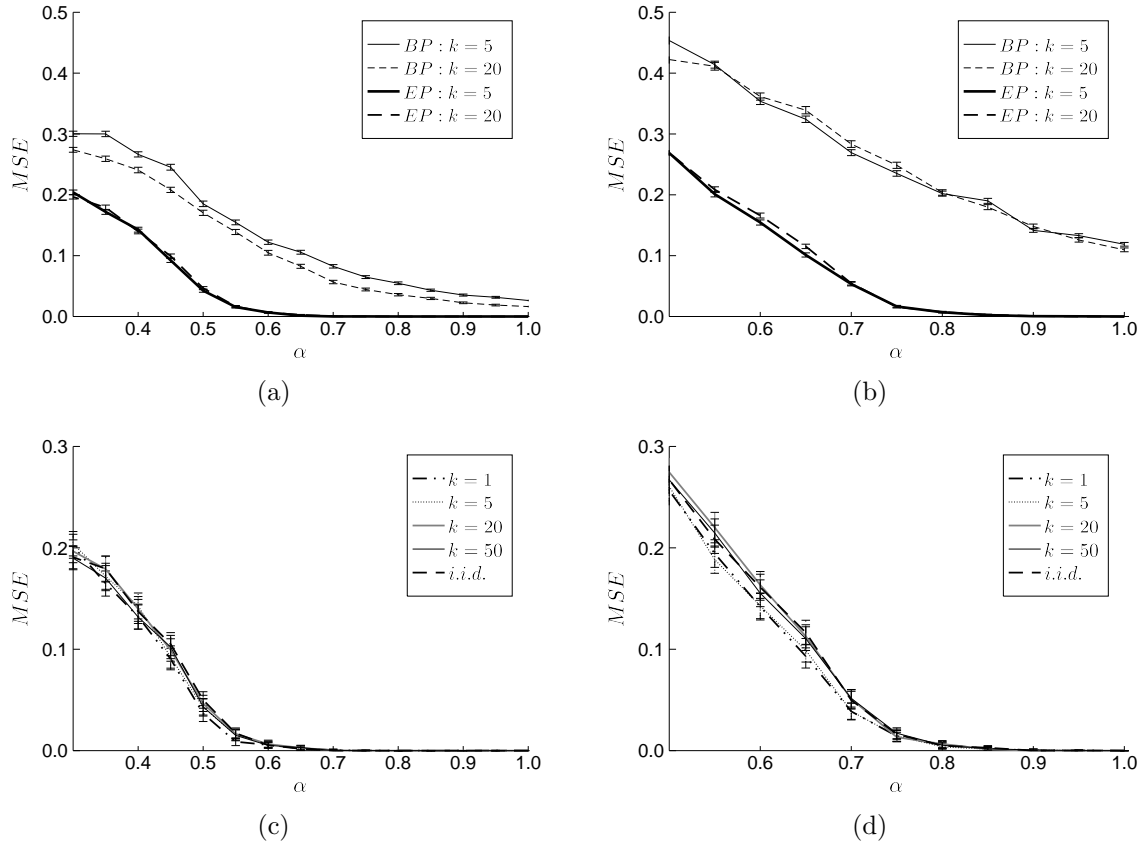 0.5
0.4
0.3
0.2
0.1
0.0
MSE
BP : k = 5
BP : k = 20
EP : k = 5
EP : k = 20
0.4 0.5 0.6 0.7 0.8 0.9 1.0
α
(a)
0.5
0.4
0.3
0.2
0.1
0.0
MSE
BP : k = 5
BP : k = 20
EP : k = 5
EP : k = 20
0.6 0.7 0.8 0.9 1.0
α
(b)
0.3
0.2
0.1
0.0
MSE
k = 1
k = 5
k = 20
k = 50
i.i.d.
0.4 0.5 0.6 0.7 0.8 0.9 1.0
α
(c)
0.3
0.2
0.1
0.0
MSE
k = 1
k = 5
k = 20
k = 50
i.i.d.
0.6 0.7 0.8 0.9 1.0
α
(d)